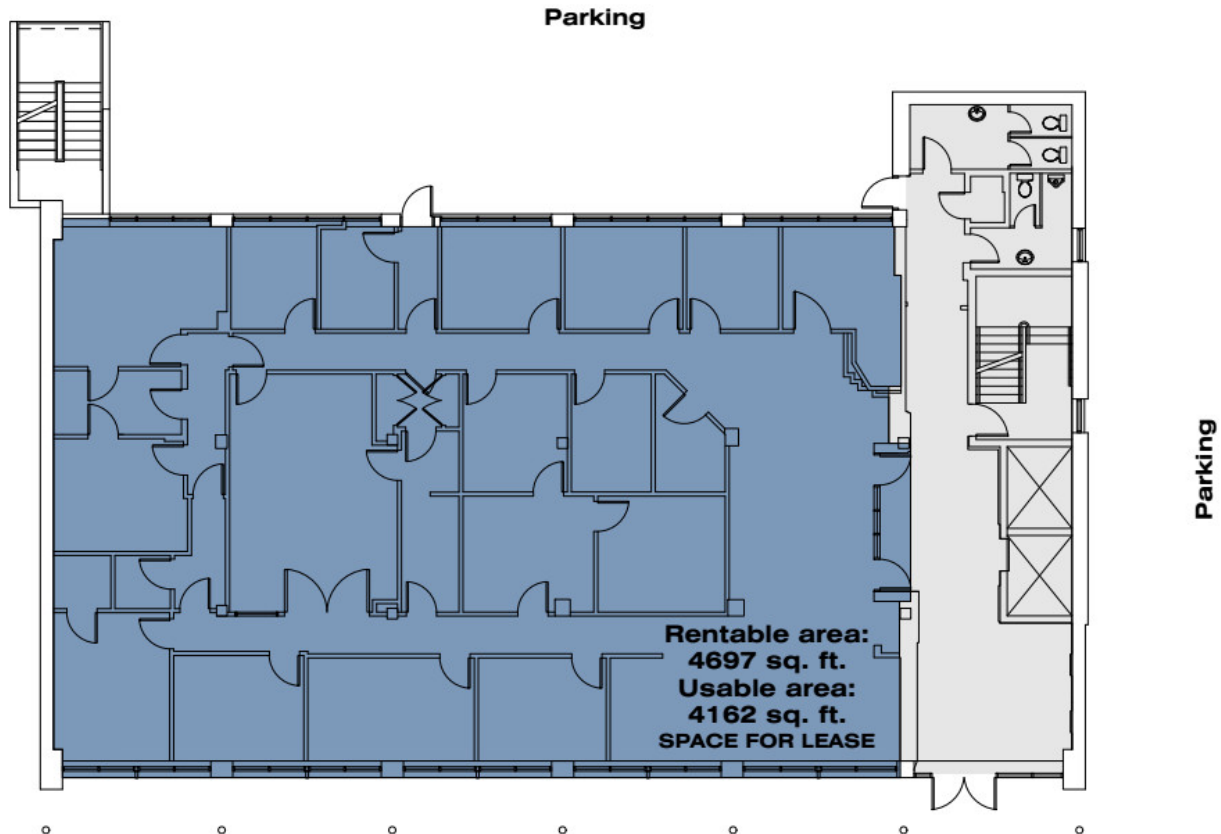 Parking
Parking
Rentable area:
4697 sq. ft.
Usable area:
4162 sq. ft.
SPACE FOR LEASE